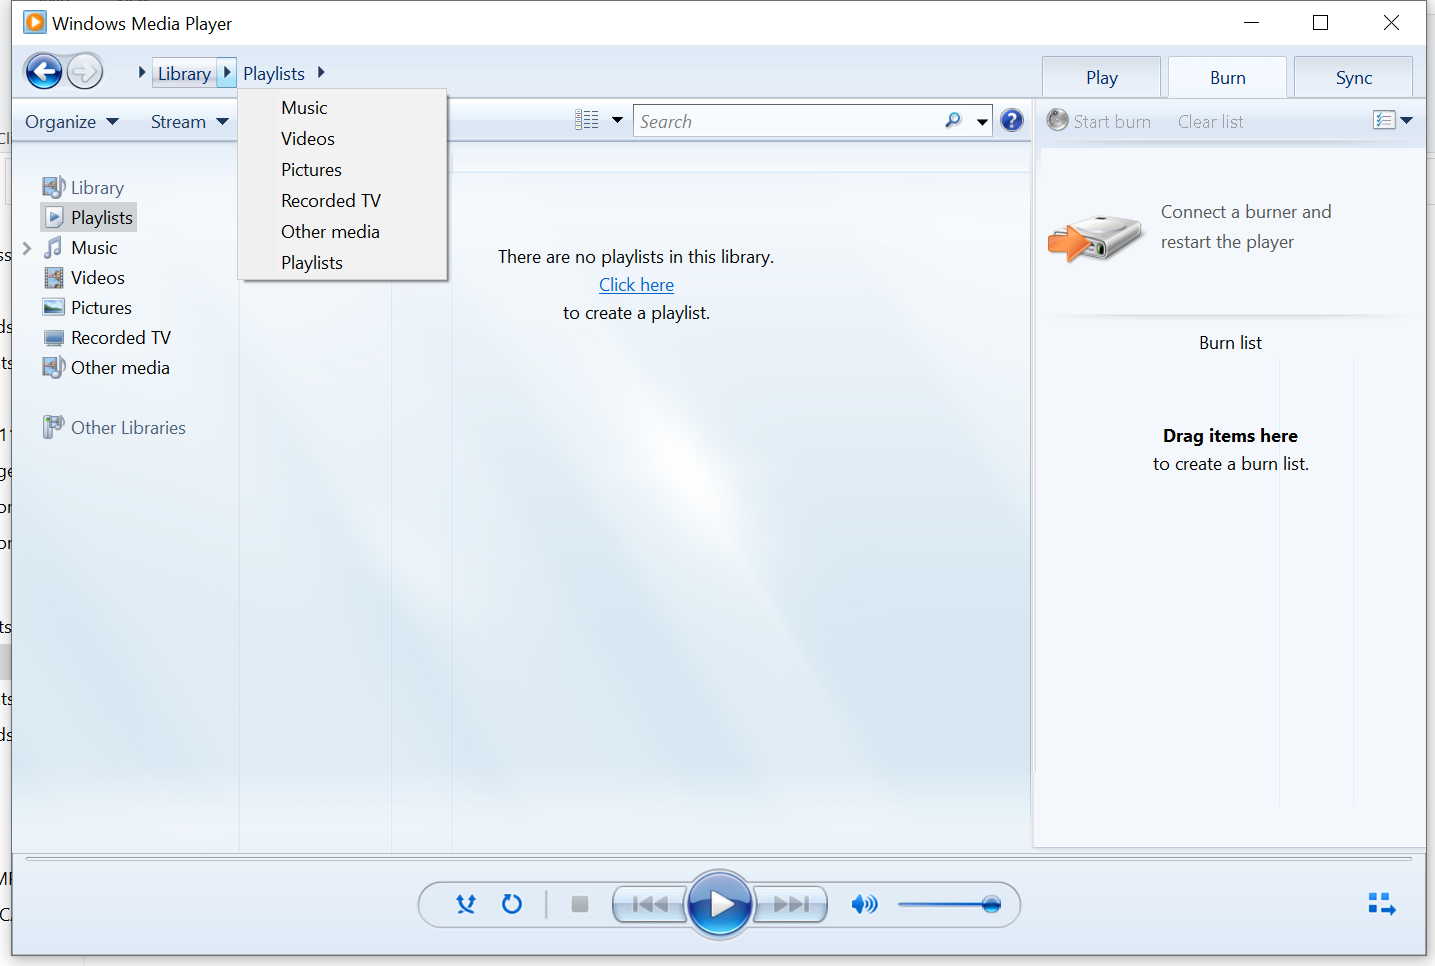 Windows Media Player
Library
Playlists
Play
Burn
Sync
Organize
Stream
Search
Start burn
Clear list
Music
Videos
Pictures
Recorded TV
Other media
Playlists
Library
Playlists
Music
Videos
Pictures
Recorded TV
Other media
Other Libraries
There are no playlists in this library.
Click here
to create a playlist.
Connect a burner and
restart the player
Burn list
Drag items here
to create a burn list.